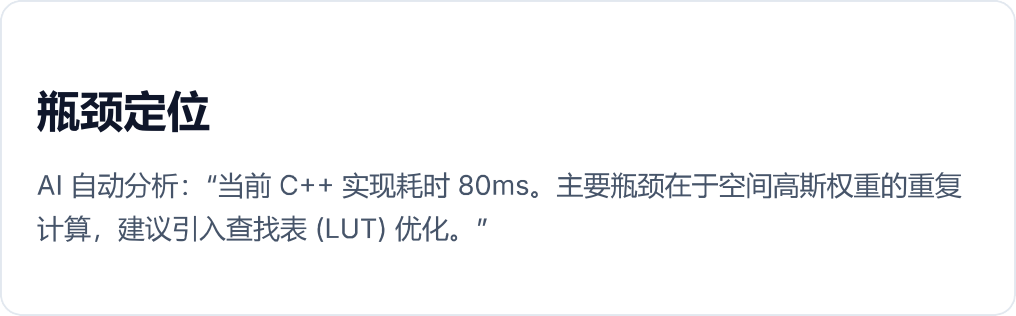 瓶颈定位
AI 自动分析：“当前 C++ 实现耗时 80ms。主要瓶颈在于空间高斯权重的重复
计算，建议引入查找表 (LUT) 优化。”